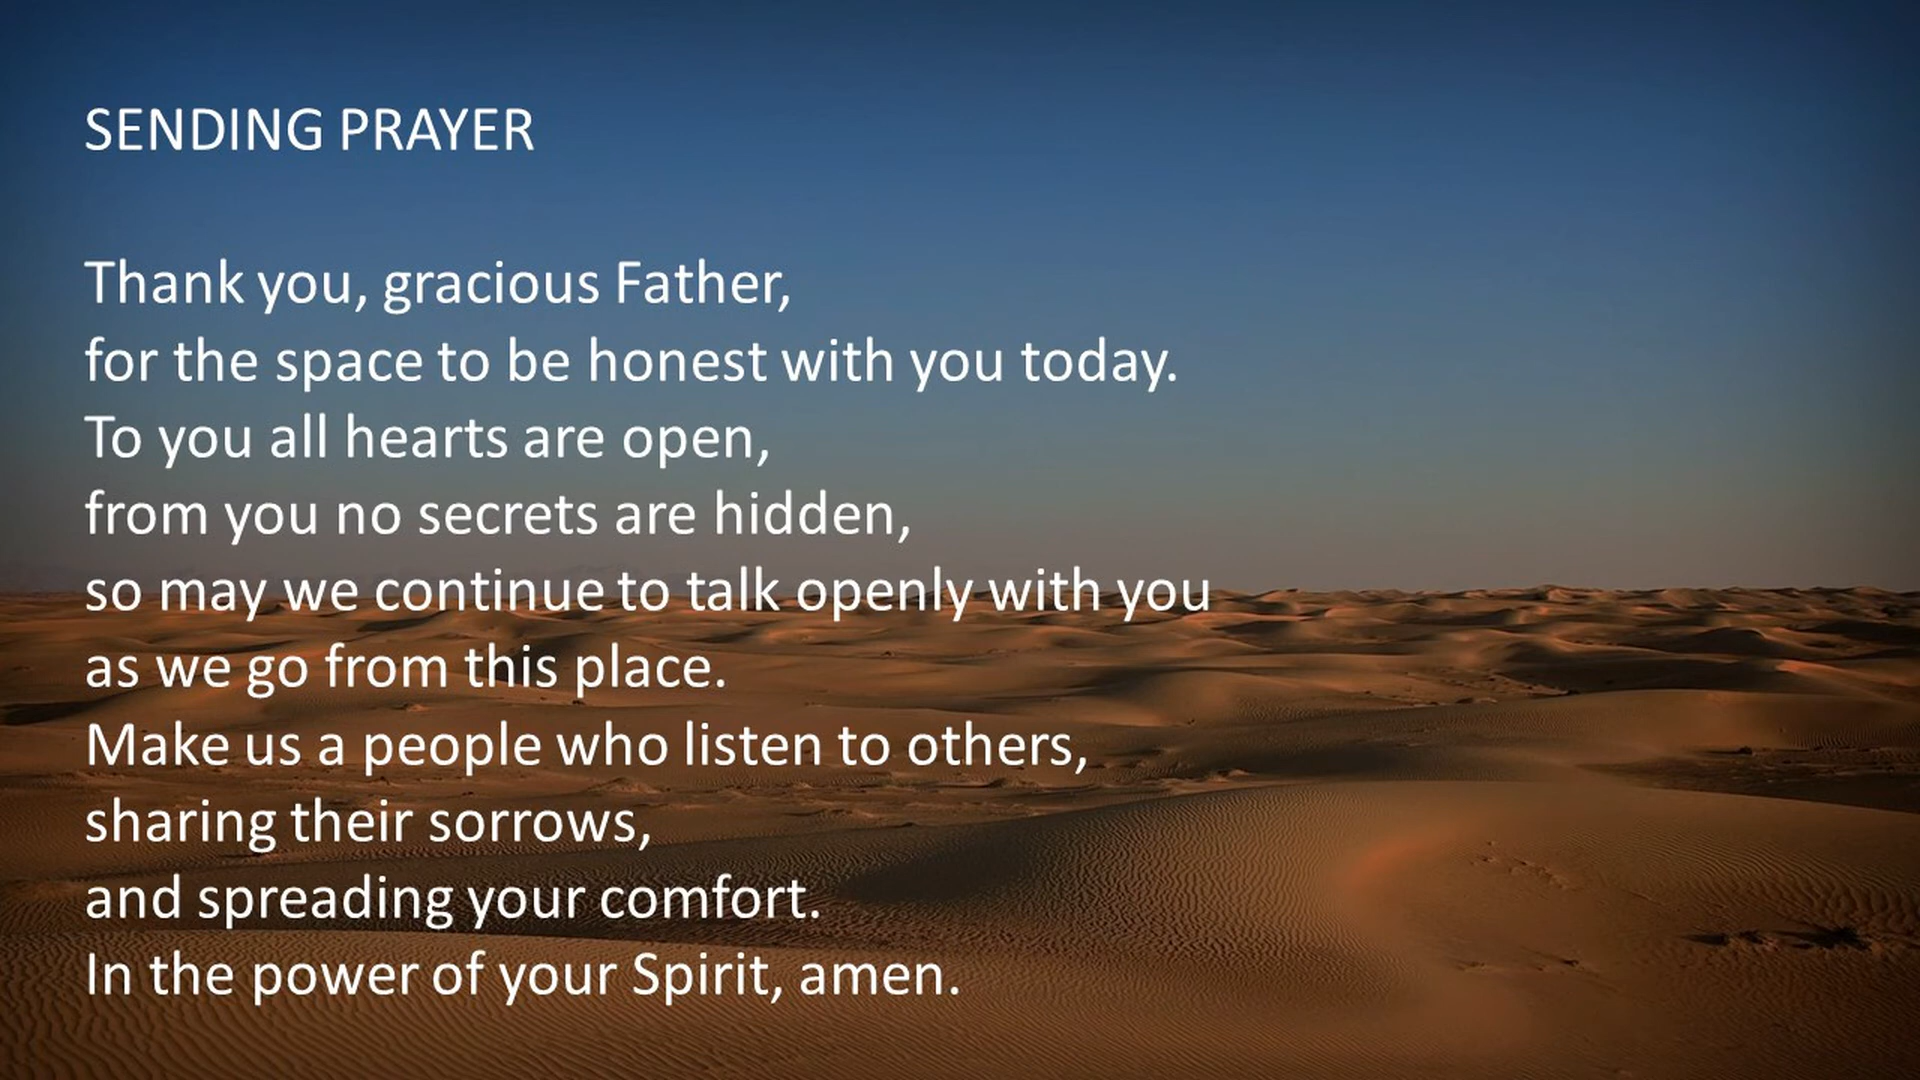 SENDING PRAYER
Thank you, gracious Father,
for the space to be honest with you today.
To you all hearts are open,
from you no secrets are hidden,
so may we continue to talk openly with you
as we go from this place.
Make us a people who listen to others,
sharing their sorrows,
and spreading your comfort.
In the power of your Spirit, amen.